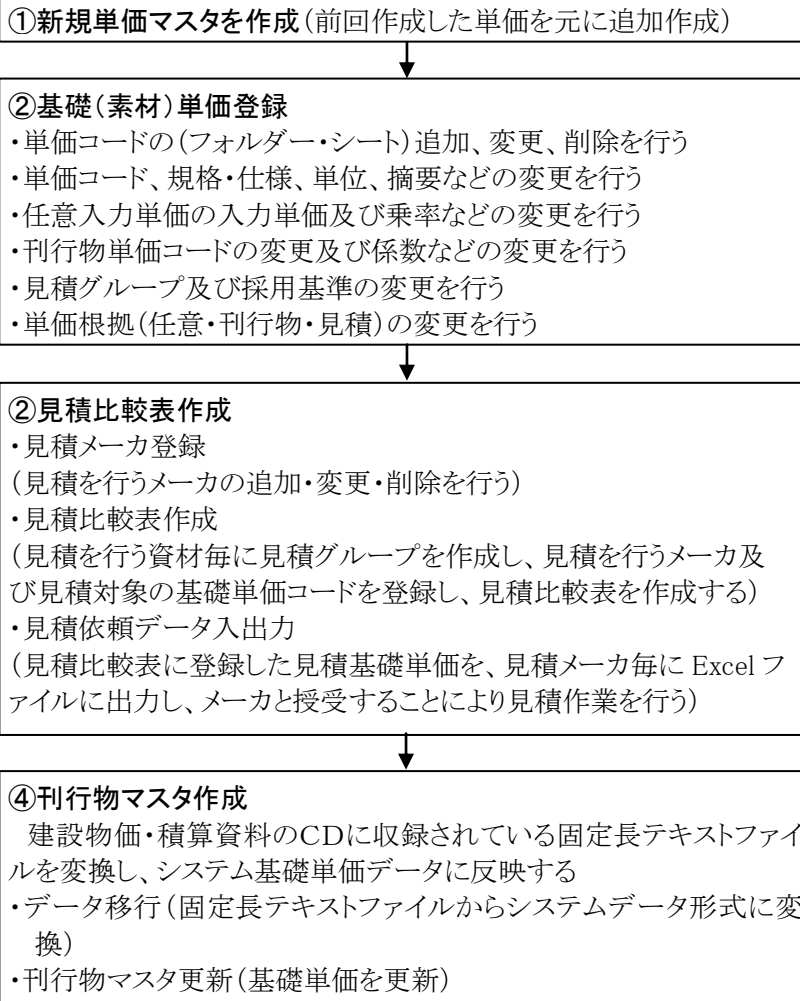 ①新規単価マスタを作成(前回作成した単価を元に追加作成)
②基礎(素材)単価登録
・単価コードの(フォルダー・シート)追加、変更、削除を行う
・単価コード、規格・仕様、単位、摘要などの変更を行う
・任意入力単価の入力単価及び乗率などの変更を行う
・刊行物単価コードの変更及び係数などの変更を行う
・見積グループ及び採用基準の変更を行う
・単価根拠(任意・刊行物・見積)の変更を行う
②見積比較表作成
・見積メーカ登録
(見積を行うメーカの追加・変更・削除を行う)
・見積比較表作成
(見積を行う資材毎に見積グループを作成し、見積を行うメーカ及
び見積対象の基礎単価コードを登録し、見積比較表を作成する)
・見積依頼データ入出力
(見積比較表に登録した見積基礎単価を、見積メーカ毎に Excel フ
ァイルに出力し、メーカと授受することにより見積作業を行う)
④刊行物マスタ作成
建設物価・積算資料のCDに収録されている固定長テキストファイ
ルを変換し、システム基礎単価データに反映する
・データ移行(固定長テキストファイルからシステムデータ形式に変
換)
・刊行物マスタ更新(基礎単価を更新)